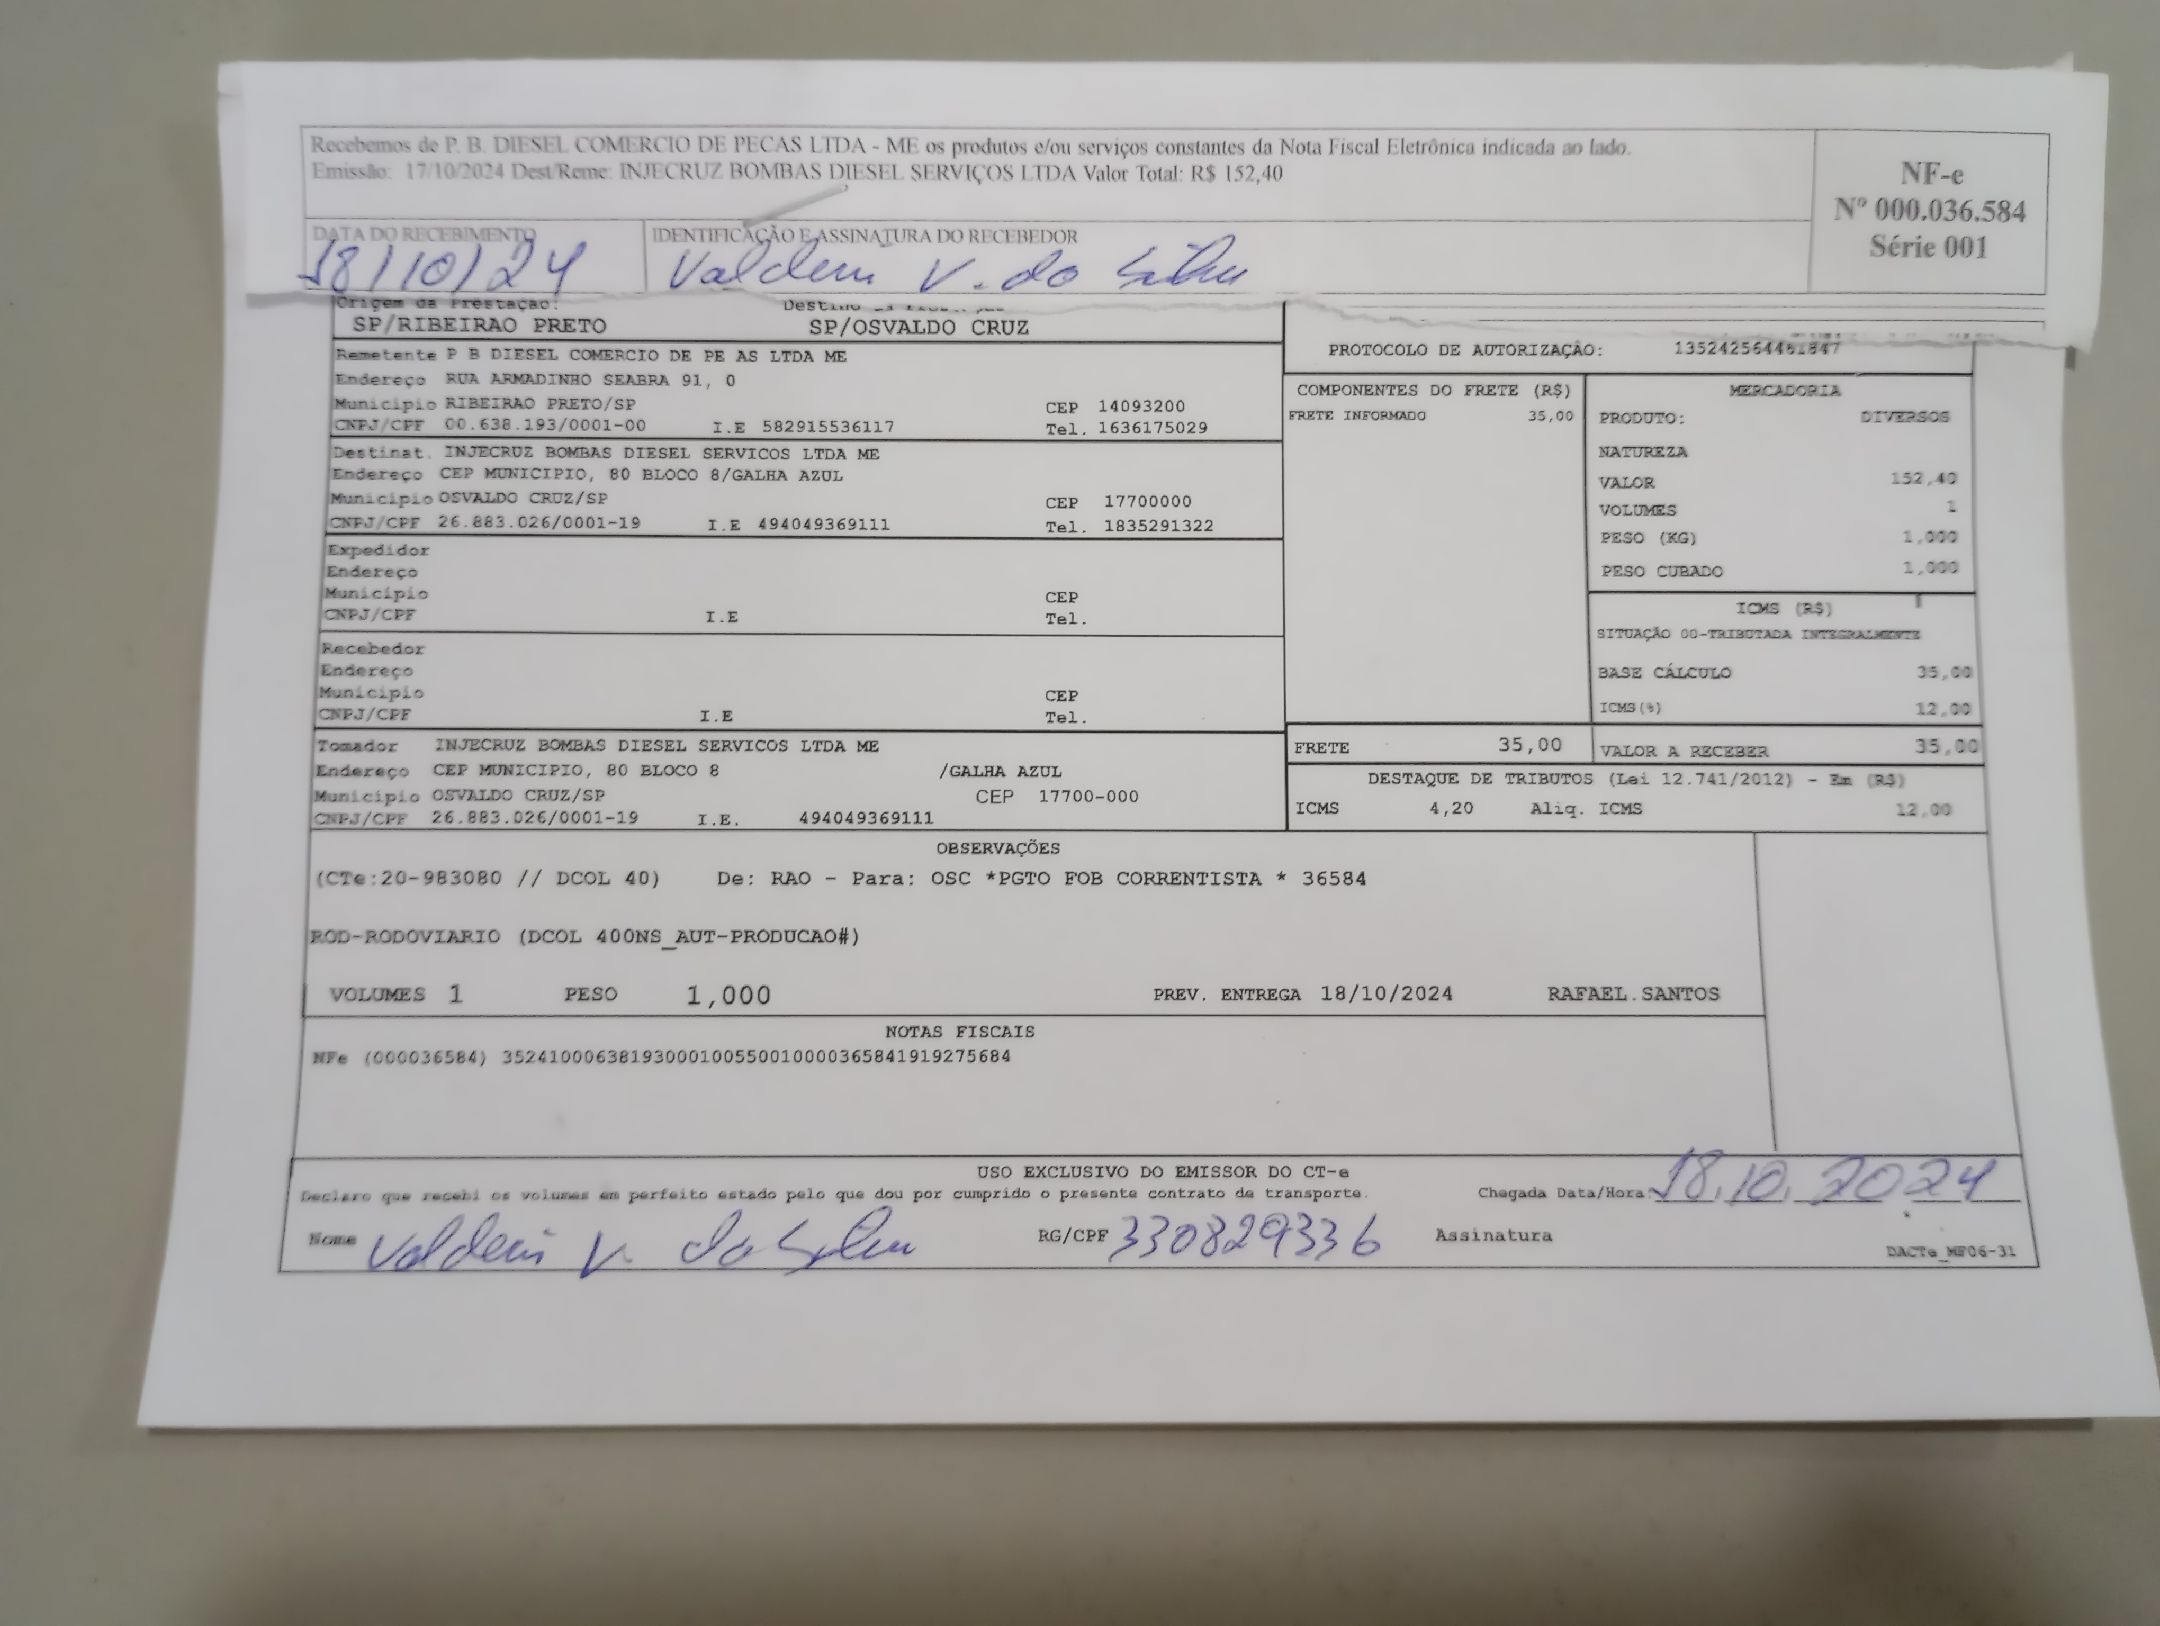 Recebemos de P. B. DIESEL COMERCIO DE PECAS LTDA - ME os produtos e/ou serviços constantes da Nota Fiscal Eletrônica indicada ao lado.
Emissão: 17/10/2024 Dest/Reme: INJECRUZ BOMBAS DIESEL SERVIÇOS LTDA Valor Total: R$ 152,40
NF-e
Nº 000.036.584
Série 001
DATA DO RECEBIMENTO IDENTIFICAÇÃO E ASSINATURA DO RECEBEDOR
18/10/24 V. da Silva
Origem da Prestação:
SP/RIBEIRAO PRETO SP/OSVALDO CRUZ
Remetente P B DIESEL COMERCIO DE PE AS LTDA ME
Endereço RUA ARMADINHO SEABRA 91, 0
Município RIBEIRAO PRETO/SP CEP 14093200
CNPJ/CPF 00.638.193/0001-00 I.E 582915536117 Tel. 1636175029
Destinat. INJECRUZ BOMBAS DIESEL SERVICOS LTDA ME
Endereço CEP MUNICIPIO, 80 BLOCO 8/GALHA AZUL
Município OSVALDO CRUZ/SP CEP 17700000
CNPJ/CPF 26.883.026/0001-19 I.E 494049369111 Tel. 1835291322
Expedidor
Endereço
Município CEP
CNPJ/CPF I.E Tel.
Recebedor
Endereço
Município CEP
CNPJ/CPF I.E Tel.
Tomador INJECRUZ BOMBAS DIESEL SERVICOS LTDA ME
Endereço CEP MUNICIPIO, 80 BLOCO 8 /GALHA AZUL
Município OSVALDO CRUZ/SP CEP 17700-000
CNPJ/CPF 26.883.026/0001-19 I.E. 494049369111
PROTOCOLO DE AUTORIZAÇÃO:
COMPONENTES DO FRETE (R$)
FRETE INFORMADO 35,00
MERCADORIA
PRODUTO: DIVERSOS
NATUREZA
VALOR 152,40
VOLUMES 1
PESO (KG) 1,000
PESO CUBADO 1,000
ICMS (R$)
SITUAÇÃO 00-TRIBUTADA INTEGRALMENTE
BASE CÁLCULO 35,00
ICMS(%) 12,00
FRETE 35,00 VALOR A RECEBER 35,00
DESTAQUE DE TRIBUTOS (Lei 12.741/2012) - Em (R$)
ICMS 4,20 Aliq. ICMS 12,00
OBSERVAÇÕES
(CTe:20-983080 // DCOL 40) De: RAO - Para: OSC *PGTO FOB CORRENTISTA * 36584
ROD-RODOVIARIO (DCOL 400NS_AUT-PRODUCAO#)
VOLUMES 1 PESO 1,000 PREV. ENTREGA 18/10/2024 RAFAEL.SANTOS
NOTAS FISCAIS
NFe (000036584) 35241000638193000100550010000365841919275684
USO EXCLUSIVO DO EMISSOR DO CT-e
Declaro que recebi os volumes em perfeito estado pelo que dou por cumprido o presente contrato de transporte. Chegada Data/Hora: 18.10.2024
Nome V. da Silva RG/CPF 330829336 Assinatura
DACTe_MF06-31